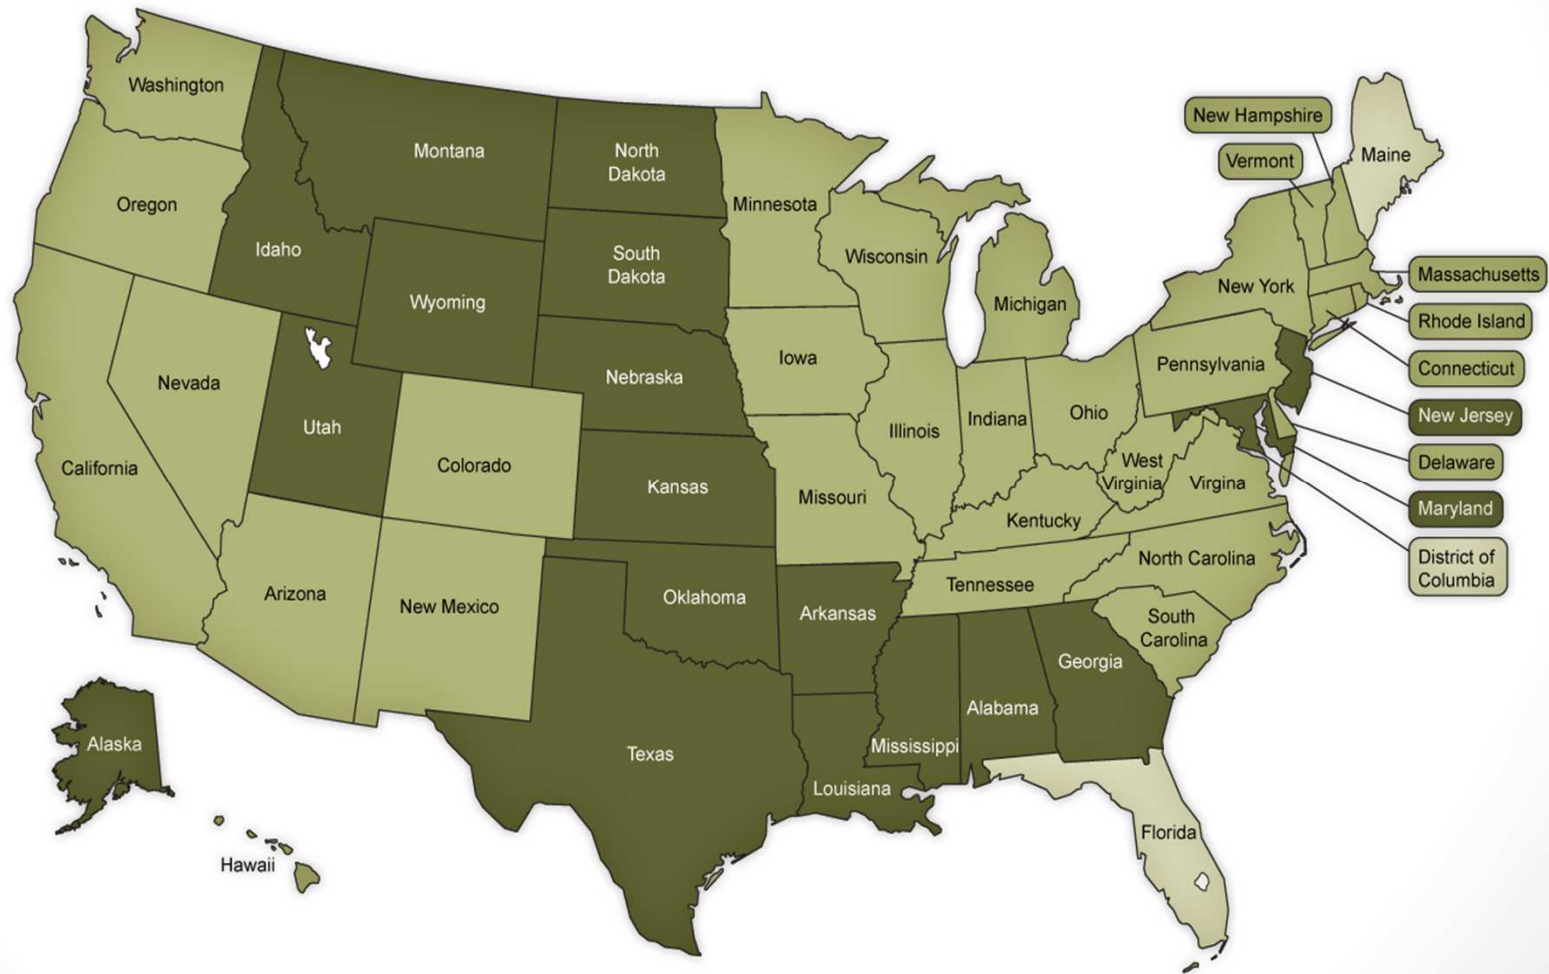 Washington
Oregon
California
Nevada
Idaho
Montana
Wyoming
Utah
Colorado
Arizona
New Mexico
North
Dakota
South
Dakota
Nebraska
Kansas
Oklahoma
Texas
Minnesota
Iowa
Missouri
Arkansas
Louisiana
Wisconsin
Illinois
Michigan
Indiana
Ohio
Kentucky
Tennessee
Mississippi
Alabama
Georgia
Florida
South
Carolina
North Carolina
Virgina
West
Virginia
Pennsylvania
New York
Maine
New Hampshire
Vermont
Massachusetts
Rhode Island
Connecticut
New Jersey
Delaware
Maryland
District of
Columbia
Alaska
Hawaii